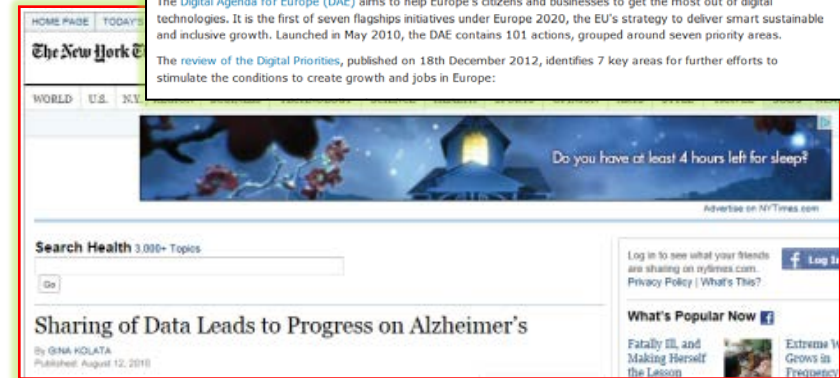 The Digital Agenda for Europe (DAE) aims to help Europe's citizens and businesses to get the most out of digital
technologies. It is the first of seven flagships initiatives under Europe 2020, the EU's strategy to deliver smart sustainable
and inclusive growth. Launched in May 2010, the DAE contains 101 actions, grouped around seven priority areas.
The review of the Digital Priorities, published on 18th December 2012, identifies 7 key areas for further efforts to
stimulate the conditions to create growth and jobs in Europe:
HOME PAGE TODAY'S
The New York
WORLD U.S. N.Y.
Do you have at least 4 hours left for sleep?
Advertise on NYTimes.com
Search Health 3,000+ Topics
Go
Log in to see what your friends
are sharing on nytimes.com.
Privacy Policy | What's This?
Log In
Sharing of Data Leads to Progress on Alzheimer's
By GINA KOLATA
Published: August 12, 2010
What's Popular Now
Fatally Ill, and
Making Herself
the Lesson
Extreme
Grows in
Frequency